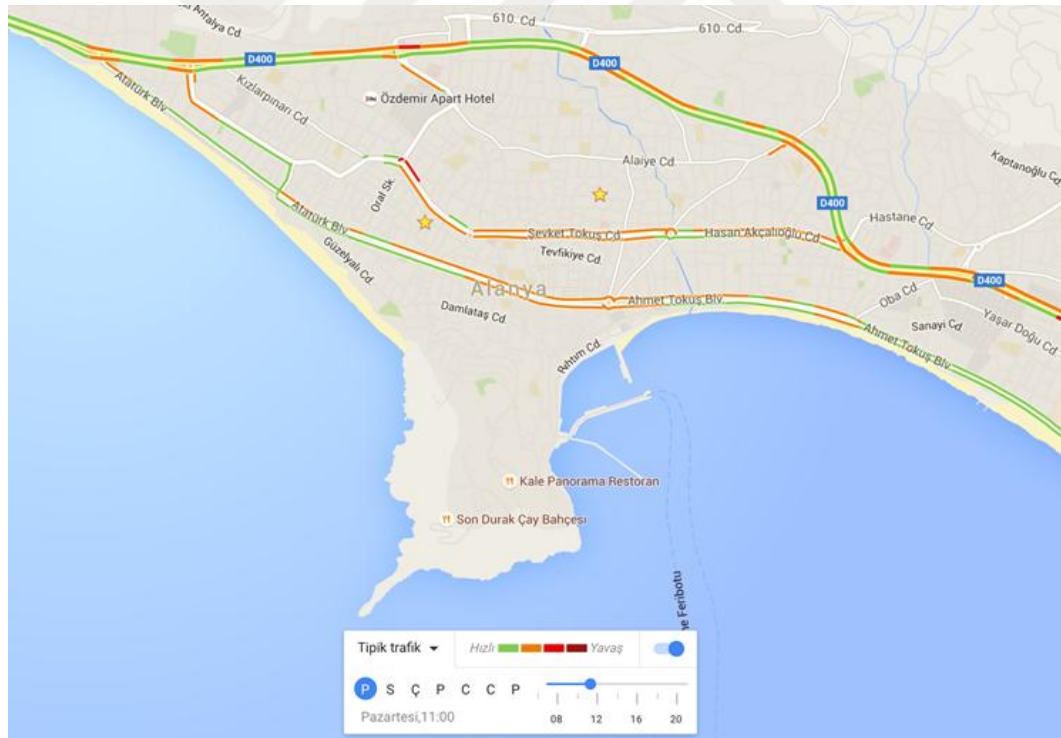 Antalya Cd.
610. Cd.
610. Cd.
D400
D400
Kızlarpınarı Cd
Atatürk Blv.
Özdemir Apart Hotel
Alaiye Cd.
Kaptanoğlu Cd
Oral Sk.
D400
Hastane Cd
Atatürk Blv.
Şevket Tokuş Cd
Hasan Akçalıoğlu Cd
Güzelyalı Cd.
Tevfikiye Cd.
D400
Alanya
Damlataş Cd.
Ahmet Tokuş Blv.
Oba Cd
Sanayi Cd
Yaşar Doğu Cd.
Ahmet Tokuş Blv.
Rıhtım Cd.
Kale Panorama Restoran
Son Durak Çay Bahçesi
Feribotu
Tipik trafik
Hızlı
Yavaş
P S Ç P C C P
Pazartesi,11:00
08 12 16 20